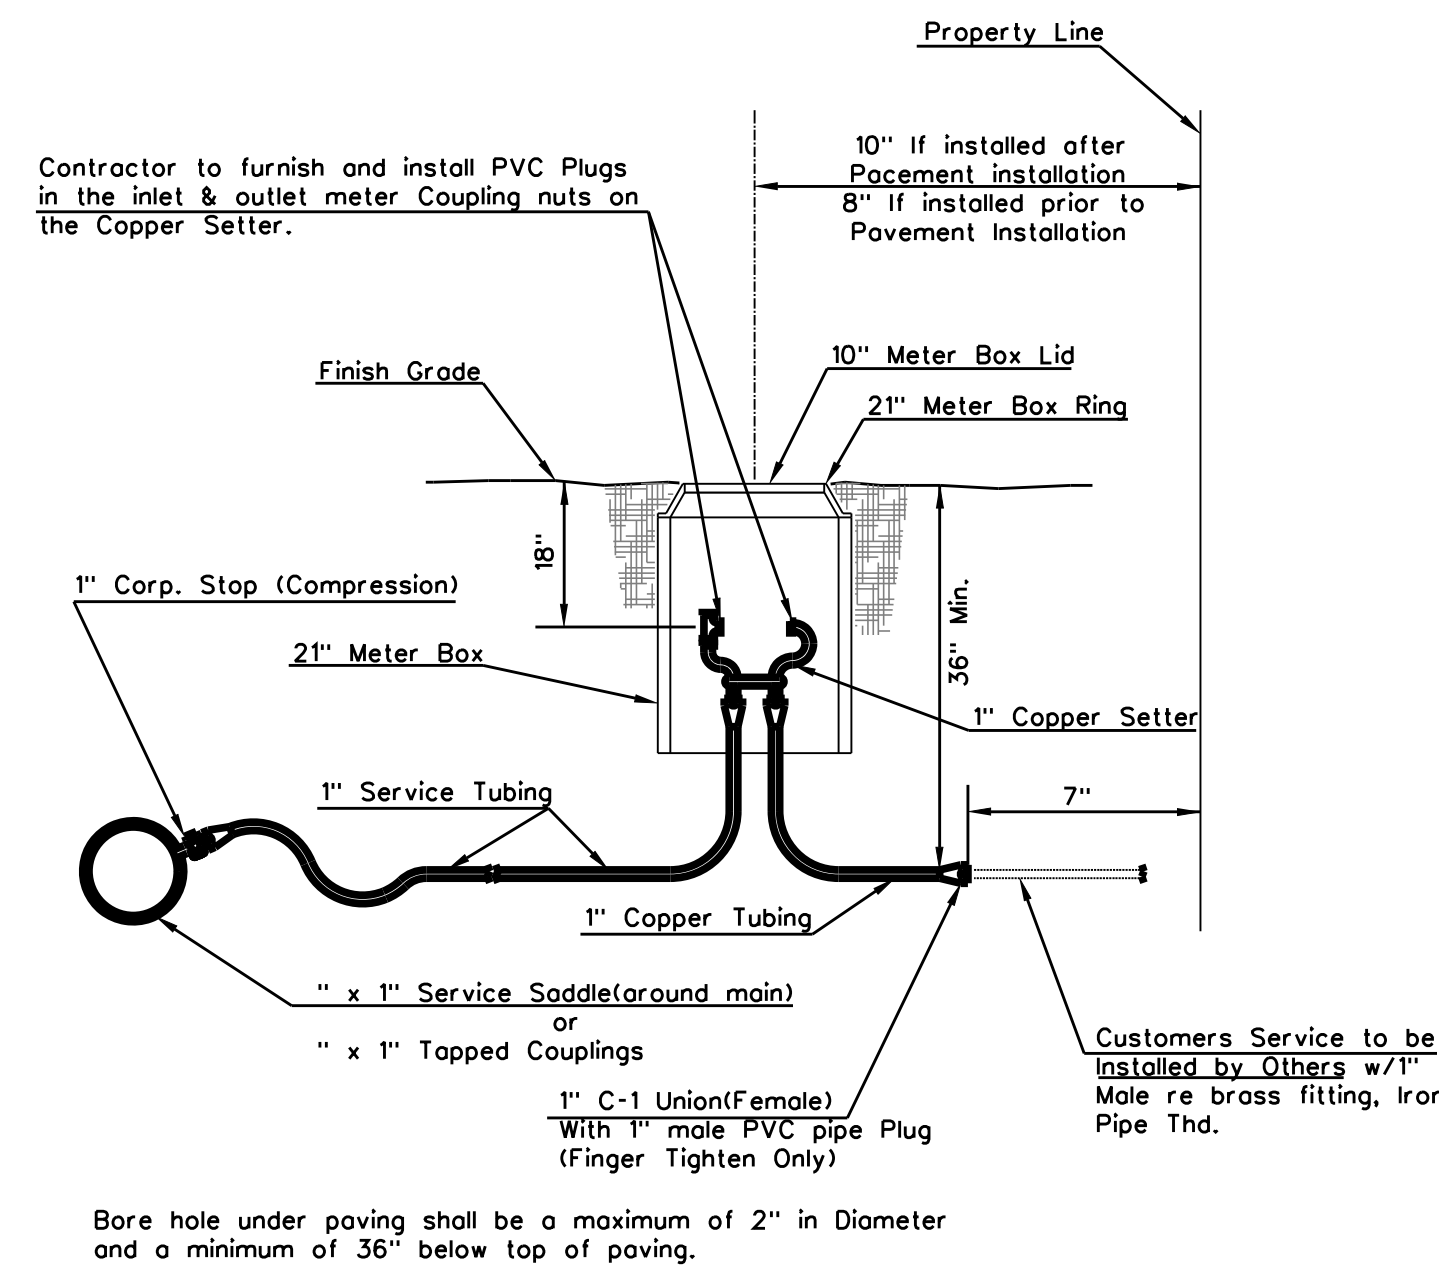 Property Line
10" If installed after
Pacement installation
8" If installed prior to
Pavement Installation
Contractor to furnish and install PVC Plugs
in the inlet & outlet meter Coupling nuts on
the Copper Setter.
10" Meter Box Lid
Finish Grade
21" Meter Box Ring
18"
1" Corp. Stop (Compression)
36" Min.
21" Meter Box
1" Copper Setter
1" Service Tubing
7"
1" Copper Tubing
" x 1" Service Saddle(around main)
or
" x 1" Tapped Couplings
Customers Service to be
Installed by Others w/1"
Male re brass fitting, Iron
Pipe Thd.
1" C-1 Union(Female)
With 1" male PVC pipe Plug
(Finger Tighten Only)
Bore hole under paving shall be a maximum of 2" in Diameter
and a minimum of 36" below top of paving.